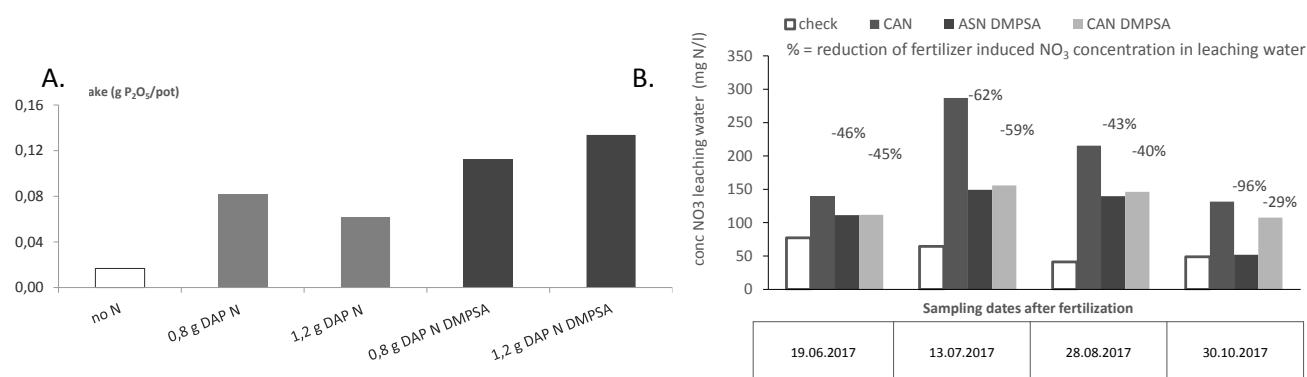 A.
ake (g P₂O₅/pot)
0,16
0,12
0,08
0,04
0,00
no N
0,8 g DAP N
1,2 g DAP N
0,8 g DAP N DMPSA
1,2 g DAP N DMPSA
B.
check CAN ASN DMPSA CAN DMPSA
% = reduction of fertilizer induced NO₃ concentration in leaching water
conc NO3 leaching water (mg N/l)
350
300
250
200
150
100
50
0
-46%
-45%
-62%
-59%
-43%
-40%
-96%
-29%
Sampling dates after fertilization
19.06.2017 13.07.2017 28.08.2017 30.10.2017